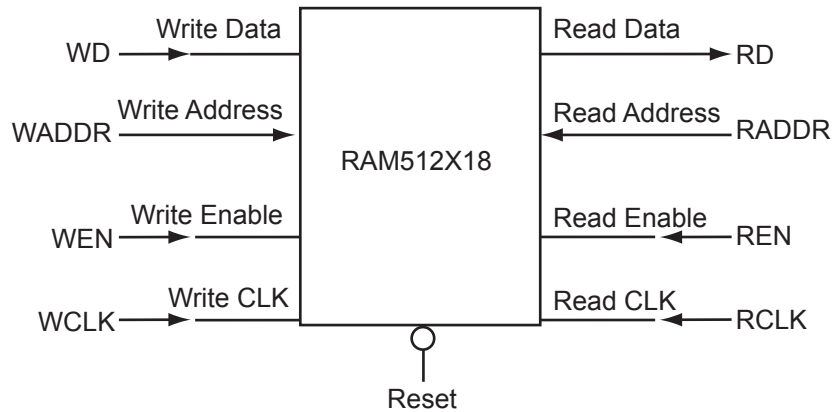 WD
Write Data
Read Data
RD
WADDR
Write Address
RAM512X18
Read Address
RADDR
WEN
Write Enable
Read Enable
REN
WCLK
Write CLK
Read CLK
RCLK
Reset